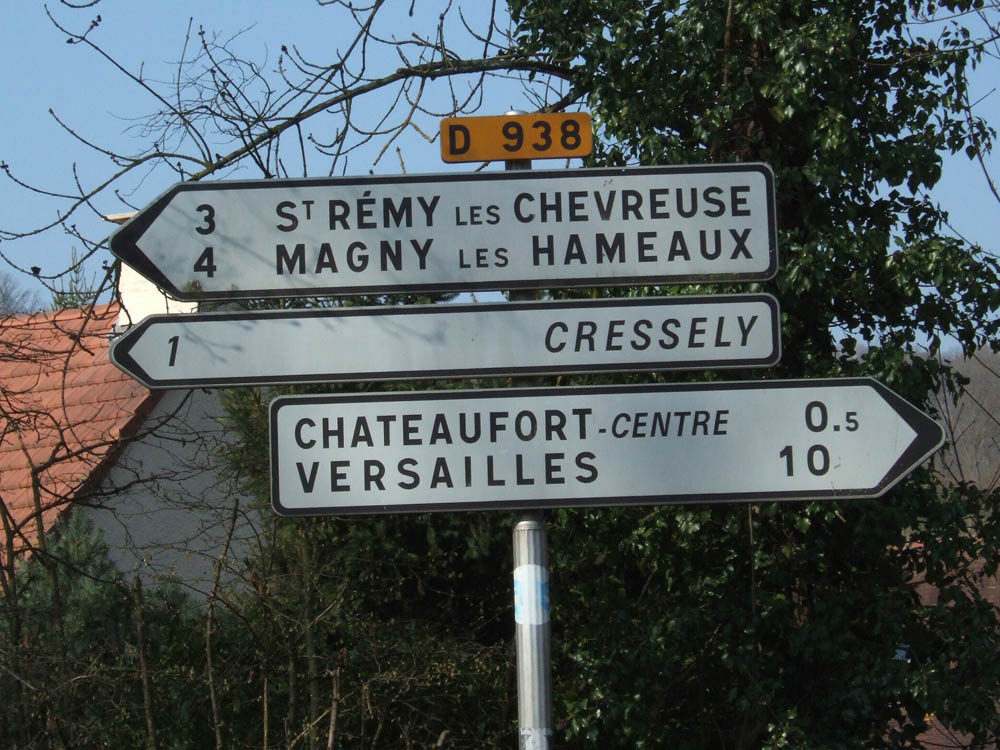 D 938
3 ST RÉMY LES CHEVREUSE
4 MAGNY LES HAMEAUX
1 CRESSELY
CHATEAUFORT-CENTRE 0.5
VERSAILLES 10